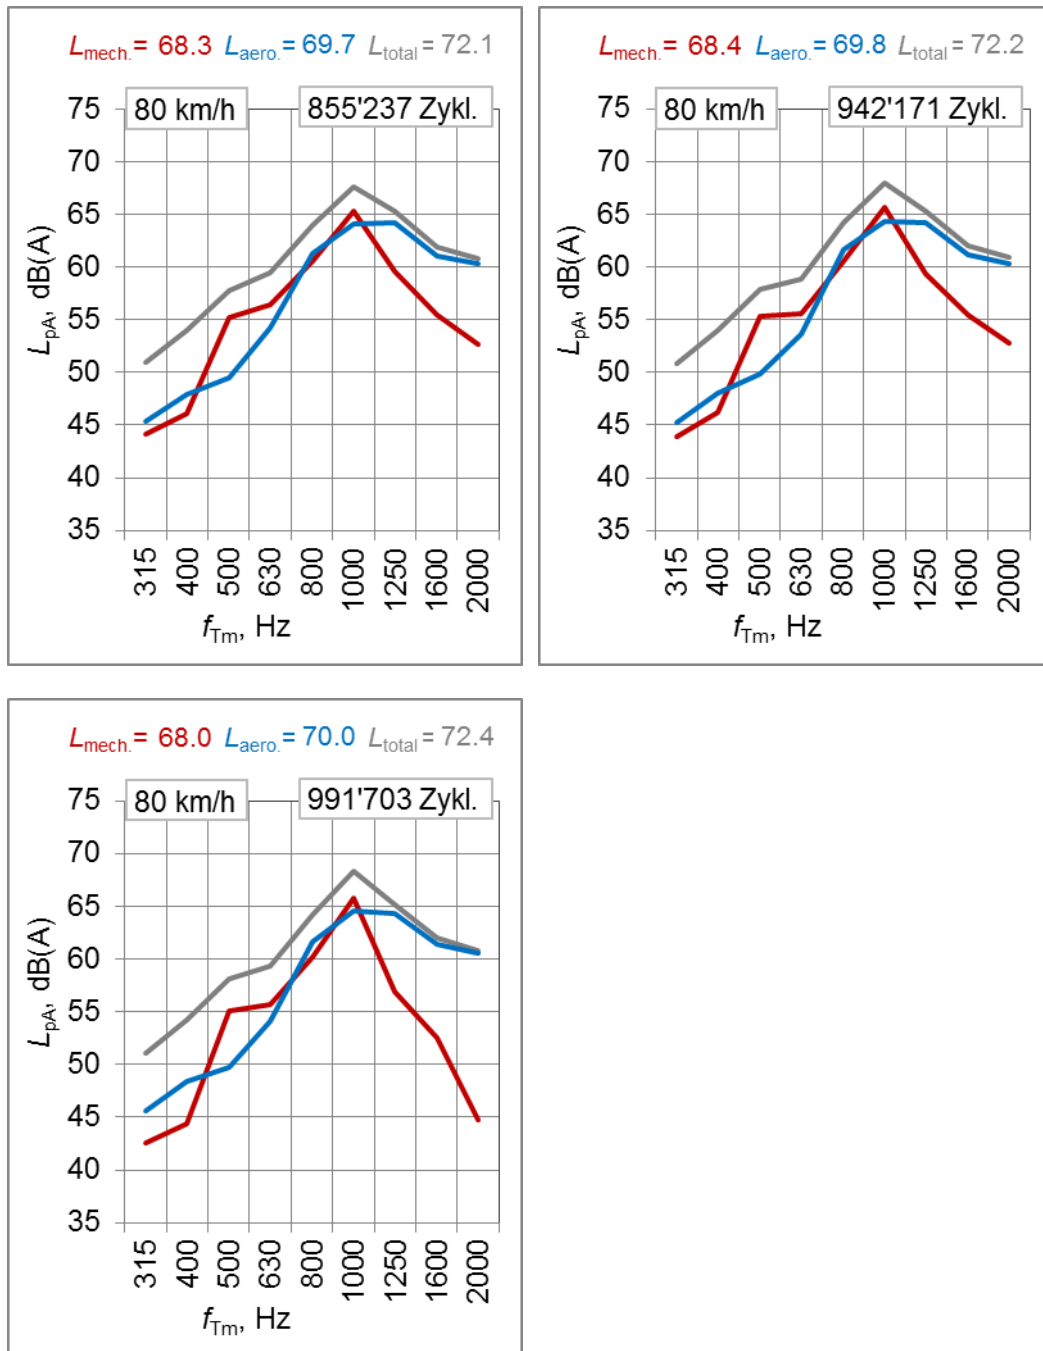 Lmech.= 68.3 Laero.= 69.7 Ltotal = 72.1
80 km/h 855'237 Zykl.
75
70
65
60
55
50
45
40
35
LpA, dB(A)
315 400 500 630 800 1000 1250 1600 2000
fTm, Hz
Lmech.= 68.4 Laero.= 69.8 Ltotal = 72.2
80 km/h 942'171 Zykl.
75
70
65
60
55
50
45
40
35
LpA, dB(A)
315 400 500 630 800 1000 1250 1600 2000
fTm, Hz
Lmech.= 68.0 Laero.= 70.0 Ltotal = 72.4
80 km/h 991'703 Zykl.
75
70
65
60
55
50
45
40
35
LpA, dB(A)
315 400 500 630 800 1000 1250 1600 2000
fTm, Hz